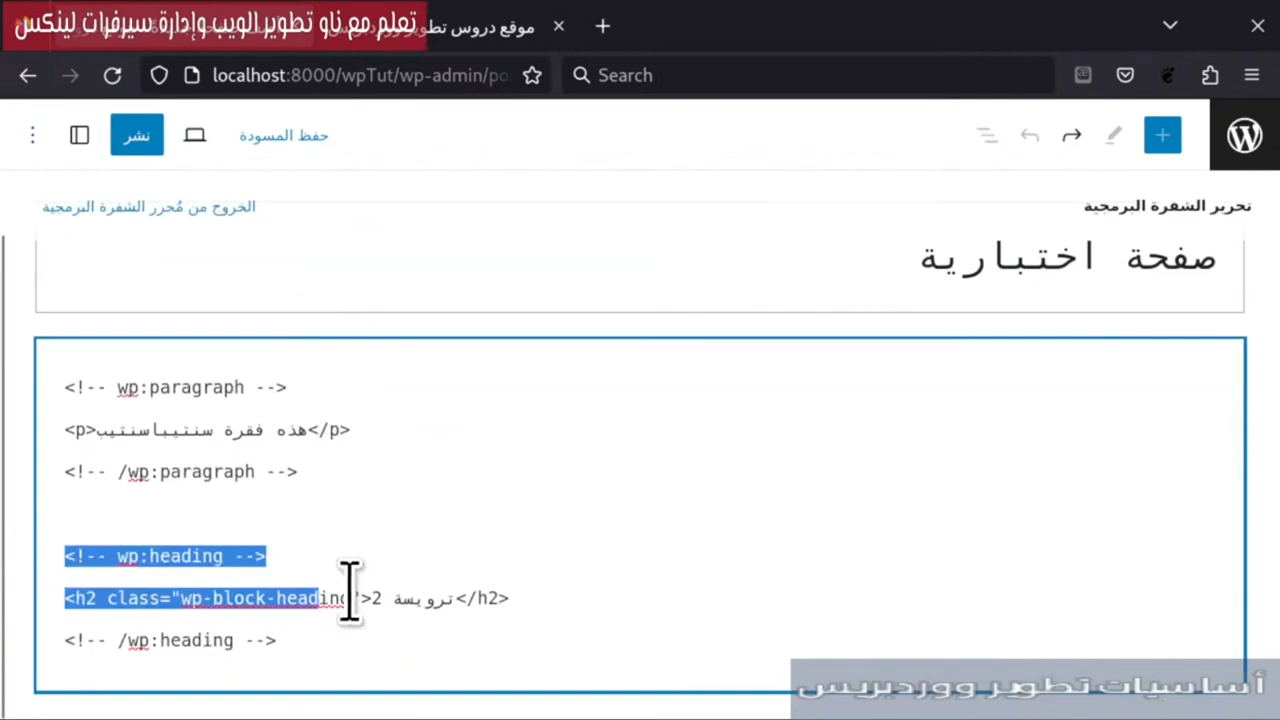 تعلم مع ناو تطوير الويب وإدارة سيرفرات لينكس
موقع دروس تطوير ووردبريس
localhost:8000/wpTut/wp-admin/po
Search
نشر
حفظ المسودة
تحرير الشفرة البرمجية
الخروج من مُحرر الشفرة البرمجية
صفحة اختبارية
<!-- wp:paragraph -->
<p>هذه فقرة سنتيباسنتيب</p>
<!-- /wp:paragraph -->
<!-- wp:heading -->
<h2 class="wp-block-heading">ترويسة 2</h2>
<!-- /wp:heading -->
أساسيات تطوير ووردبريس